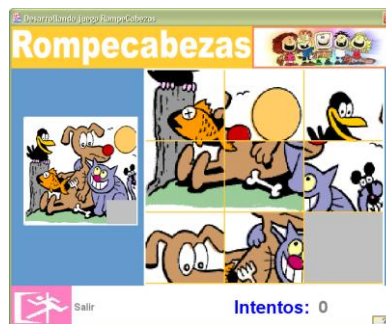 Desarrollando Juego RompeCabezas
Rompecabezas
Salir
Intentos: 0